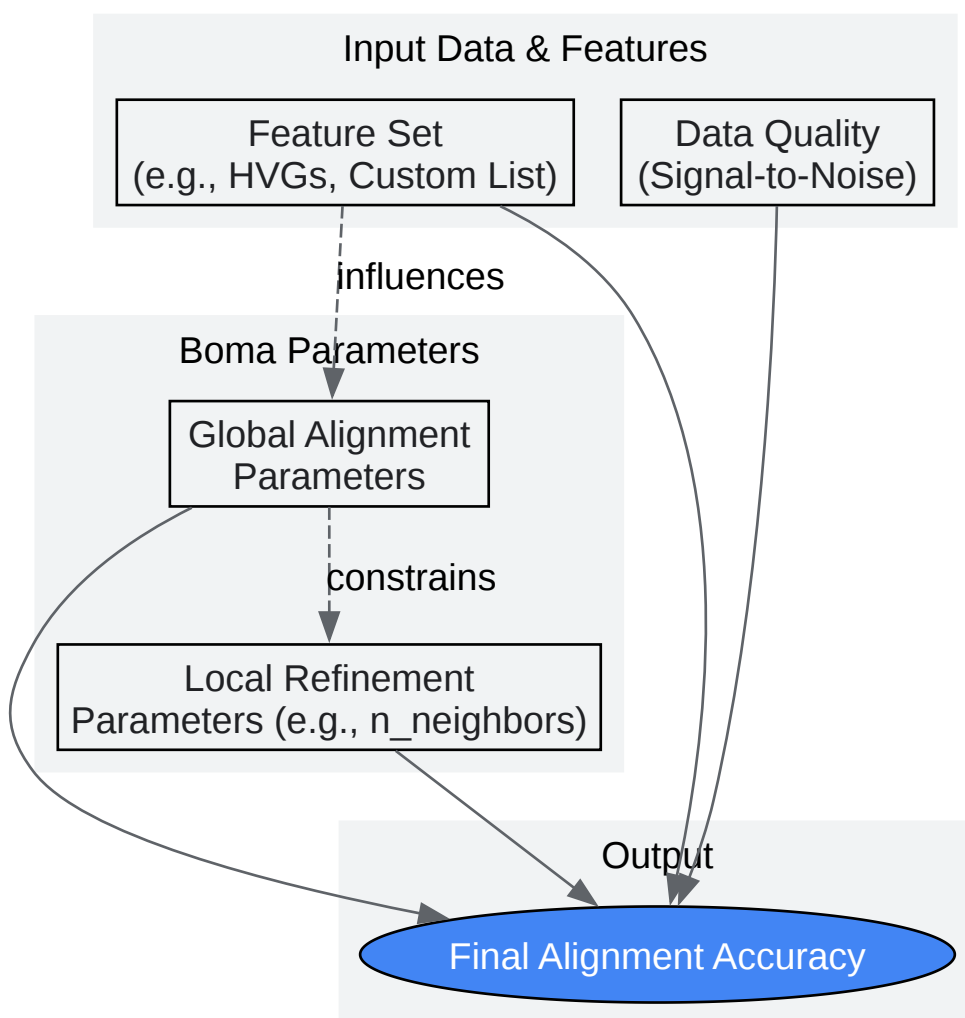 Input Data & Features
Feature Set
(e.g., HVGs, Custom List)
Data Quality
(Signal-to-Noise)
influences
Boma Parameters
Global Alignment
Parameters
constrains
Local Refinement
Parameters (e.g., n_neighbors)
Output
Final Alignment Accuracy